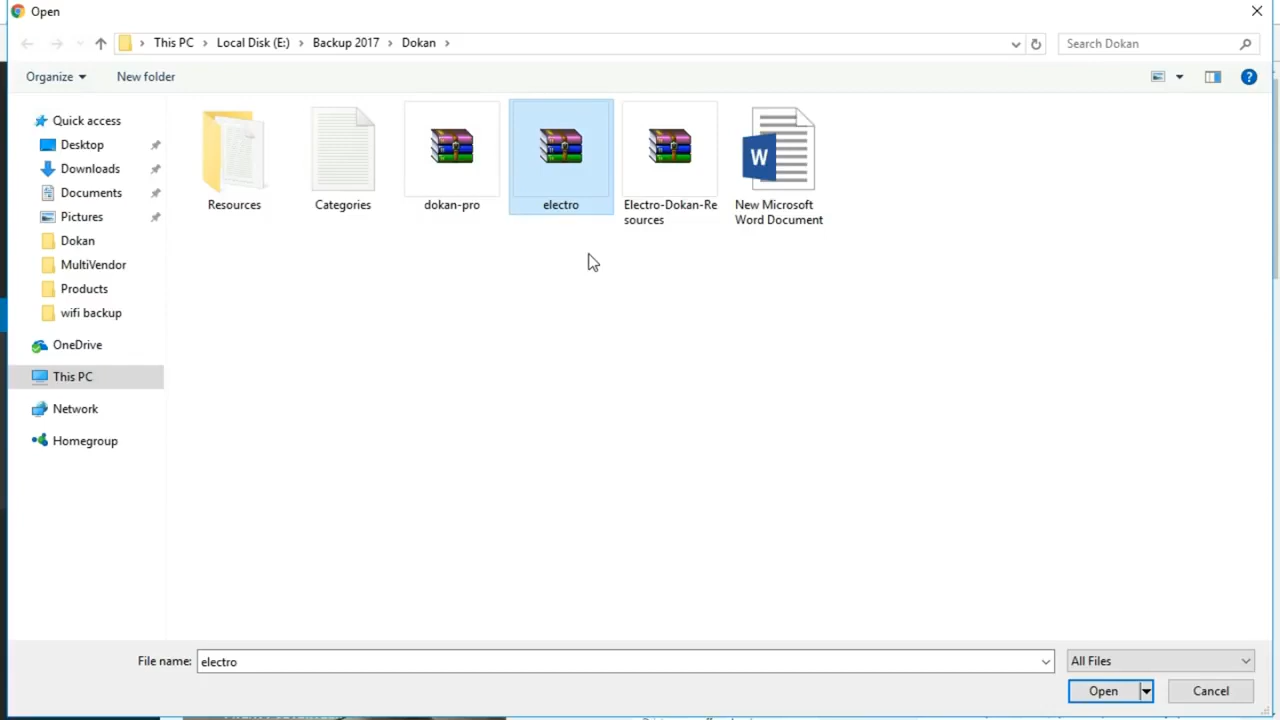 Open
This PC
Local Disk (E:)
Backup 2017
Dokan
Search Dokan
Organize
New folder
Quick access
Desktop
Downloads
Documents
Pictures
Dokan
MultiVendor
Products
wifi backup
OneDrive
This PC
Network
Homegroup
Resources
Categories
dokan-pro
electro
Electro-Dokan-Re
sources
W
New Microsoft
Word Document
File name:
electro
All Files
Open
Cancel